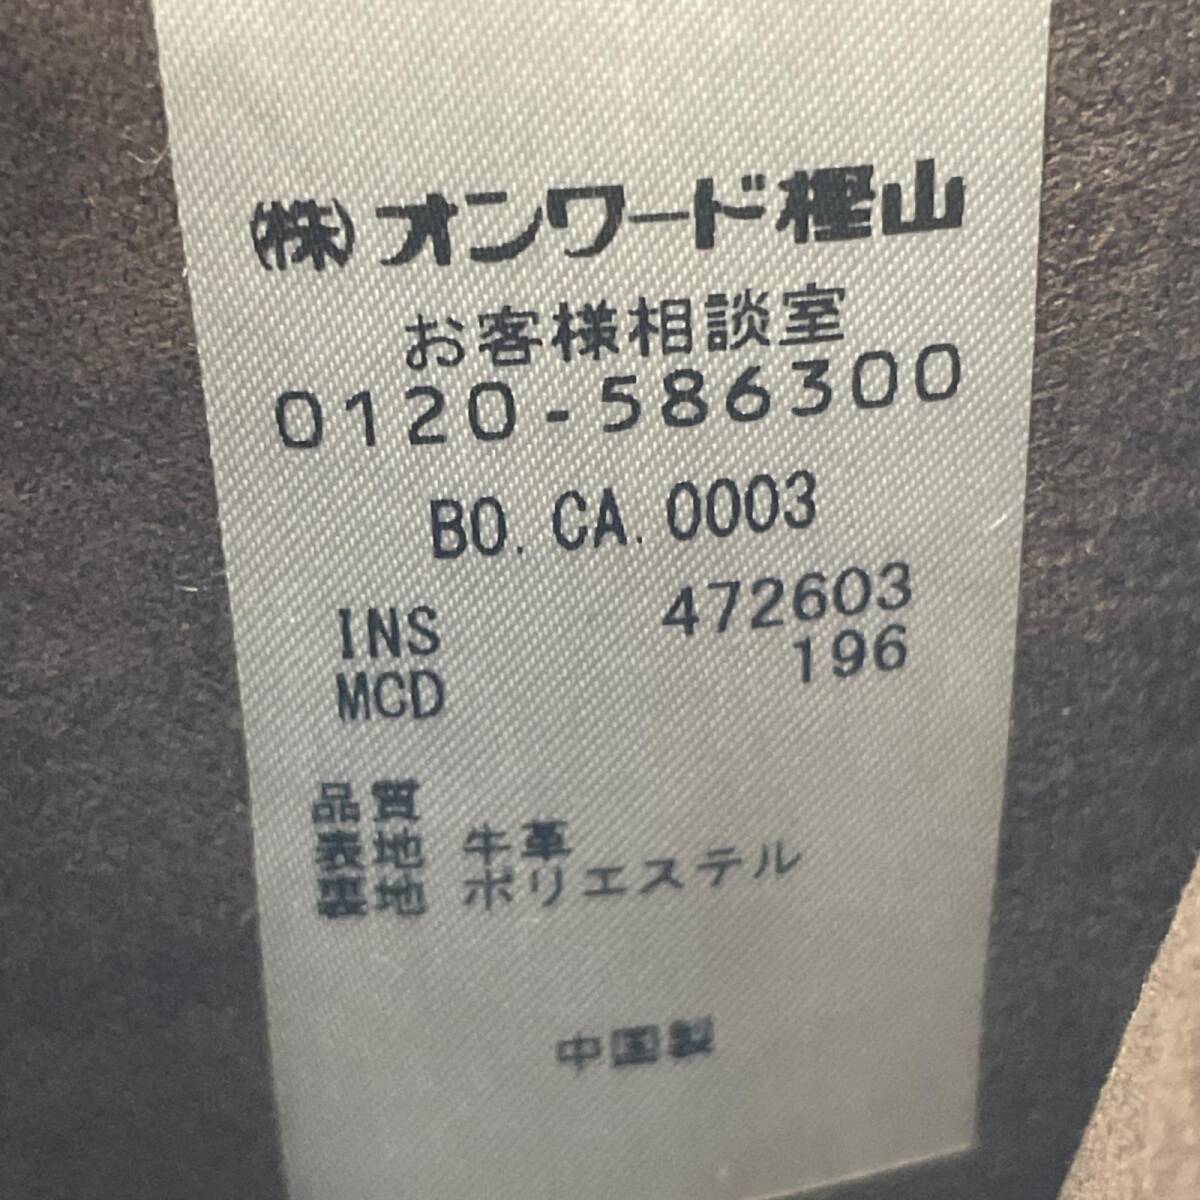 ㈱オンワード樫山
お客様相談室
0120-586300
BO.CA.0003
INS 472603
MCD 196
品質
表地 牛革
裏地 ポリエステル
中国製